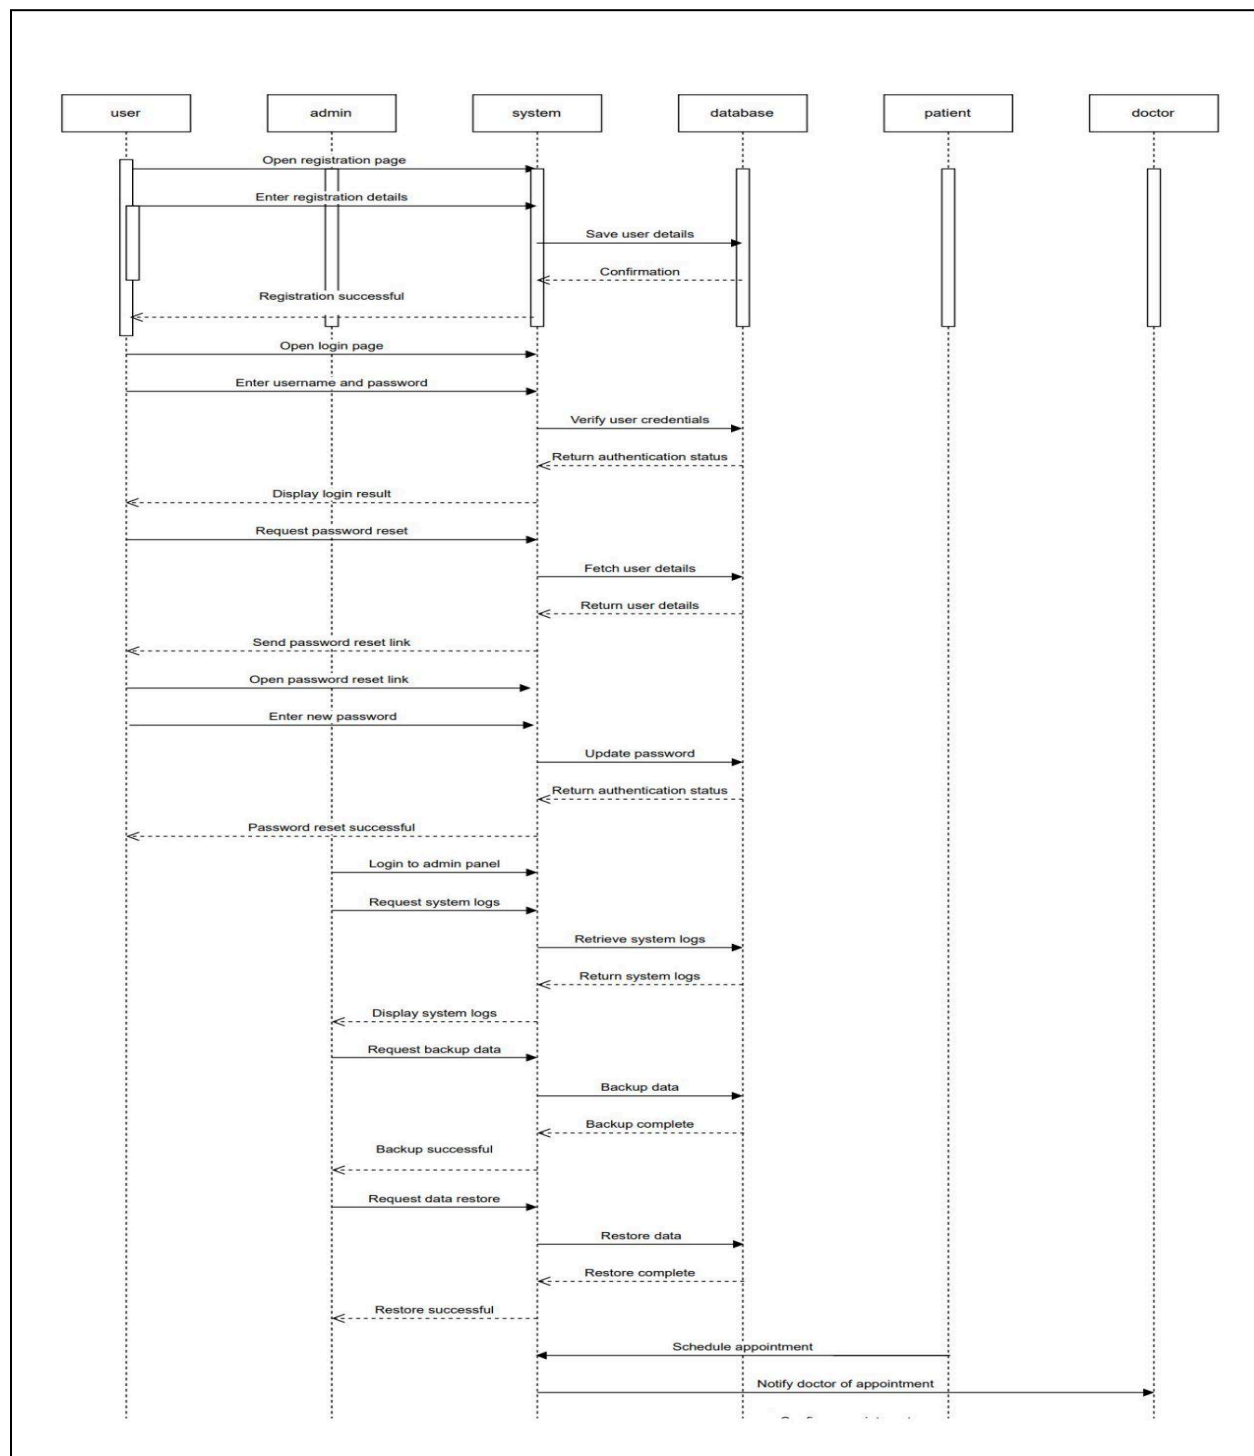 user
admin
system
database
patient
doctor
Open registration page
Enter registration details
Save user details
Confirmation
Registration successful
Open login page
Enter username and password
Verify user credentials
Return authentication status
Display login result
Request password reset
Fetch user details
Return user details
Send password reset link
Open password reset link
Enter new password
Update password
Return authentication status
Password reset successful
Login to admin panel
Request system logs
Retrieve system logs
Return system logs
Display system logs
Request backup data
Backup data
Backup complete
Backup successful
Request data restore
Restore data
Restore complete
Restore successful
Schedule appointment
Notify doctor of appointment